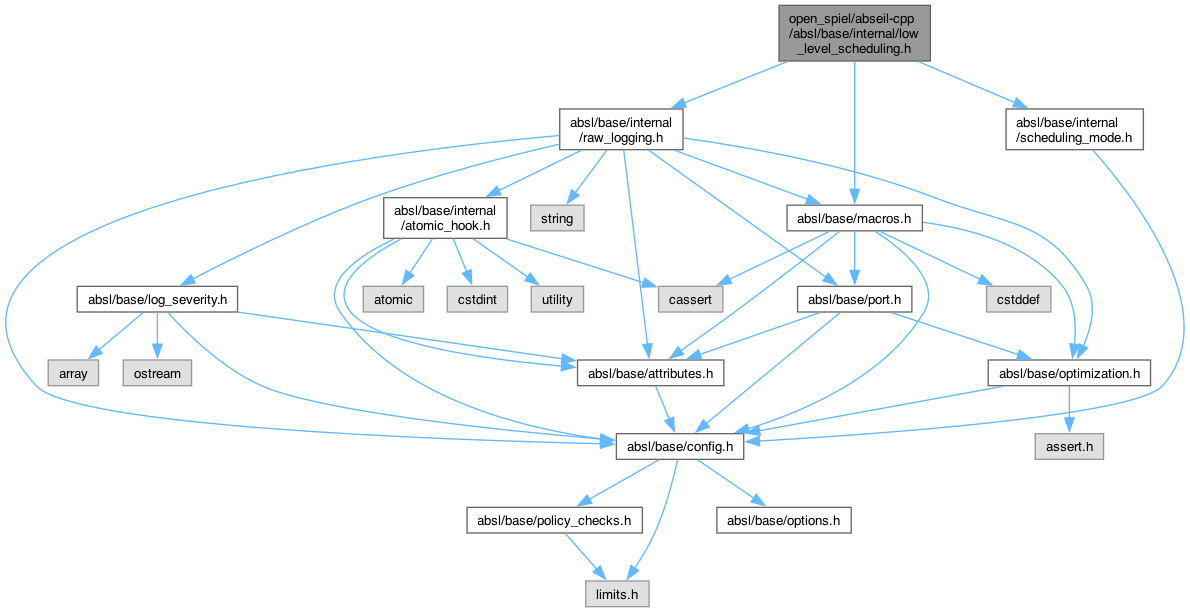 open_spiel/abseil-cpp
/absl/base/internal/low
_level_scheduling.h
absl/base/internal
/raw_logging.h
absl/base/internal
/scheduling_mode.h
absl/base/internal
/atomic_hook.h
string
absl/base/macros.h
absl/base/log_severity.h
atomic
cstdint
utility
cassert
absl/base/port.h
cstddef
array
ostream
absl/base/attributes.h
absl/base/optimization.h
absl/base/config.h
assert.h
absl/base/policy_checks.h
absl/base/options.h
limits.h